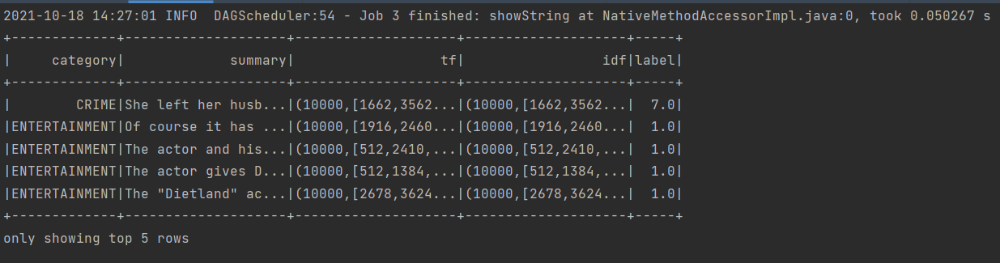 2021-10-18 14:27:01 INFO  DAGScheduler:54 - Job 3 finished: showString at NativeMethodAccessorImpl.java:0, took 0.050267 s
+-------------+--------------------+--------------------+--------------------+-----+
|     category|             summary|                  tf|                 idf|label|
+-------------+--------------------+--------------------+--------------------+-----+
|        CRIME|She left her husb...|(10000,[1662,3562...|(10000,[1662,3562...|  7.0|
|ENTERTAINMENT|Of course it has ...|(10000,[1916,2460...|(10000,[1916,2460...|  1.0|
|ENTERTAINMENT|The actor and his...|(10000,[512,2410,...|(10000,[512,2410,...|  1.0|
|ENTERTAINMENT|The actor gives D...|(10000,[512,1384,...|(10000,[512,1384,...|  1.0|
|ENTERTAINMENT|The "Dietland" ac...|(10000,[2678,3624...|(10000,[2678,3624...|  1.0|
+-------------+--------------------+--------------------+--------------------+-----+
only showing top 5 rows